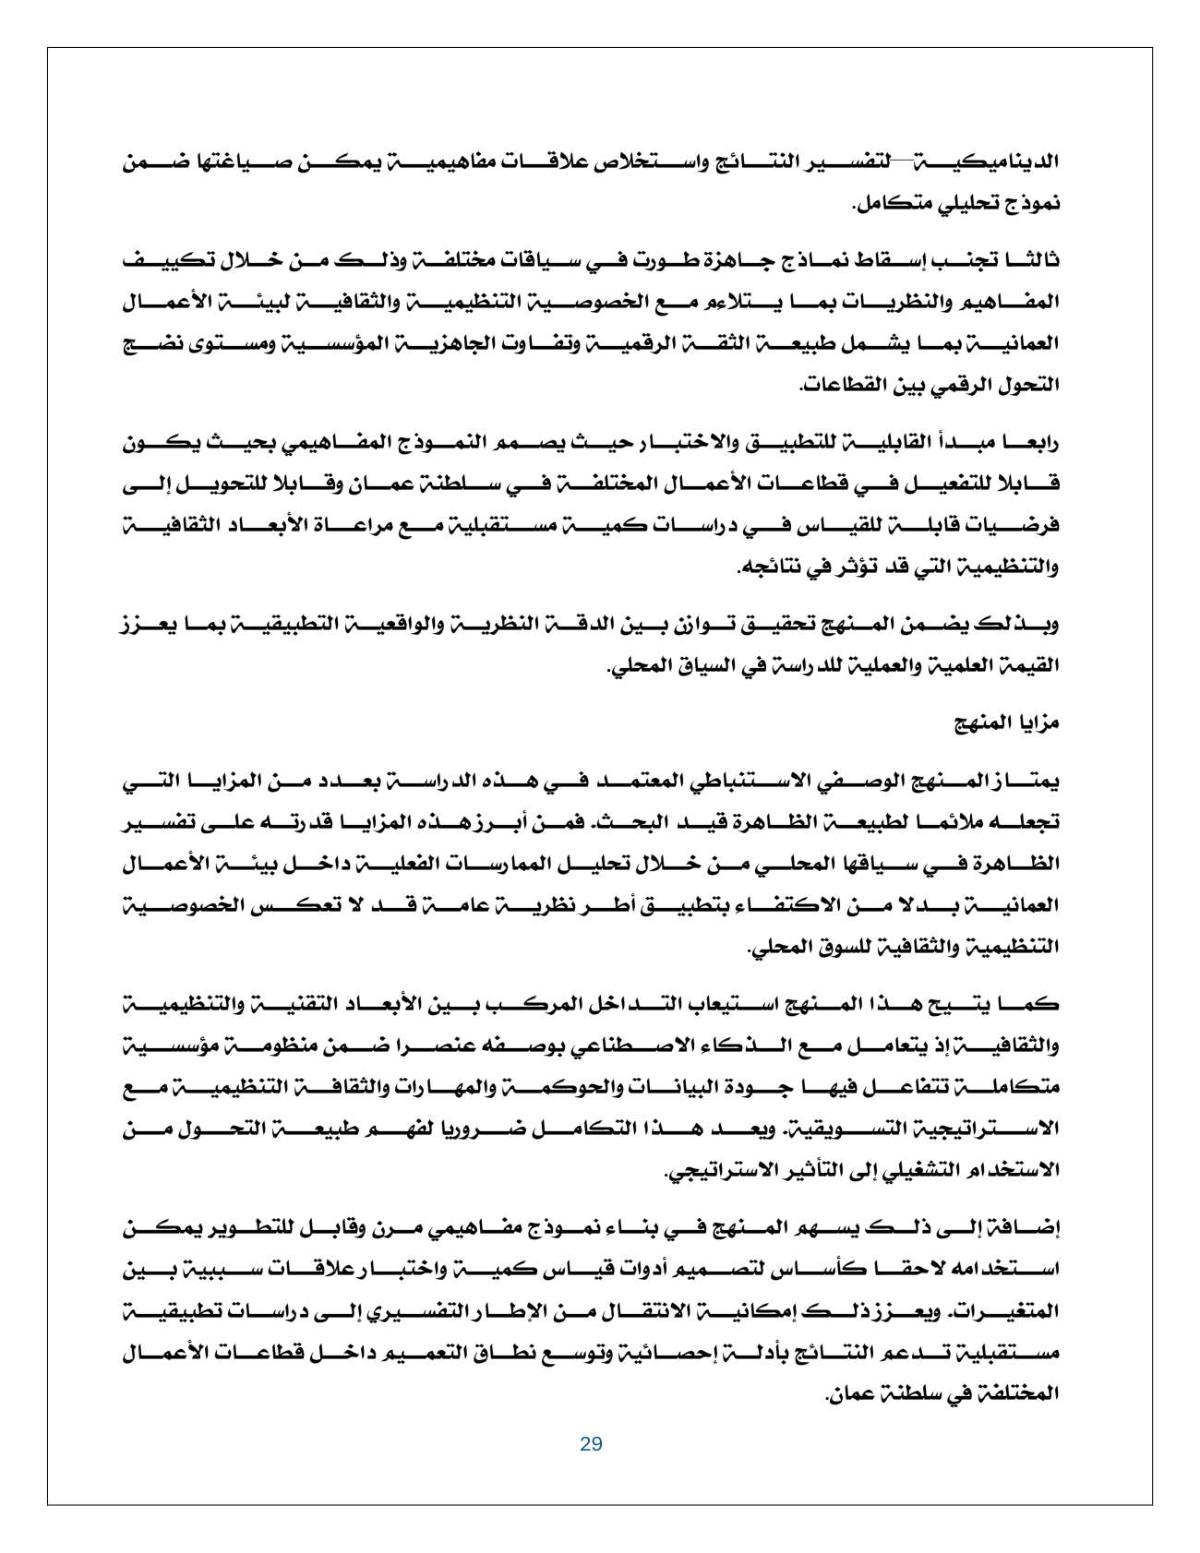 الديناميكية—لتفسير النتائج واستخلاص علاقات مفاهيمية يمكن صياغتها ضمن
نموذج تحليلي متكامل.
ثالثا تجنب إسقاط نماذج جاهزة طورت في سياقات مختلفة وذلك من خلال تكييف
المفاهيم والنظريات بما يتلاءم مع الخصوصية التنظيمية والثقافية لبيئة الأعمال
العمانية بما يشمل طبيعة الثقة الرقمية وتفاوت الجاهزية المؤسسية ومستوى نضج
التحول الرقمي بين القطاعات.
رابعا مبدأ القابلية للتطبيق والاختبار حيث يصمم النموذج المفاهيمي بحيث يكون
قابلا للتفعيل في قطاعات الأعمال المختلفة في سلطنة عمان وقابلا للتحويل إلى
فرضيات قابلة للقياس في دراسات كمية مستقبلية مع مراعاة الأبعاد الثقافية
والتنظيمية التي قد تؤثر في نتائجه.
وبذلك يضمن المنهج تحقيق توازن بين الدقة النظرية والواقعية التطبيقية بما يعزز
القيمة العلمية والعملية للدراسة في السياق المحلي.
مزايا المنهج
يمتاز المنهج الوصفي الاستنباطي المعتمد في هذه الدراسة بعدد من المزايا التي
تجعله ملائما لطبيعة الظاهرة قيد البحث. فمن أبرز هذه المزايا قدرته على تفسير
الظاهرة في سياقها المحلي من خلال تحليل الممارسات الفعلية داخل بيئة الأعمال
العمانية بدلا من الاكتفاء بتطبيق أطر نظرية عامة قد لا تعكس الخصوصية
التنظيمية والثقافية للسوق المحلي.
كما يتيح هذا المنهج استيعاب التداخل المركب بين الأبعاد التقنية والتنظيمية
والثقافية إذ يتعامل مع الذكاء الاصطناعي بوصفه عنصرا ضمن منظومة مؤسسية
متكاملة تتفاعل فيها جودة البيانات والحوكمة والمهارات والثقافة التنظيمية مع
الاستراتيجية التسويقية. ويعد هذا التكامل ضروريا لفهم طبيعة التحول من
الاستخدام التشغيلي إلى التأثير الاستراتيجي.
إضافة إلى ذلك يسهم المنهج في بناء نموذج مفاهيمي مرن وقابل للتطوير يمكن
استخدامه لاحقا كأساس لتصميم أدوات قياس كمية واختبار علاقات سببية بين
المتغيرات. ويعزز ذلك إمكانية الانتقال من الإطار التفسيري إلى دراسات تطبيقية
مستقبلية تدعم النتائج بأدلة إحصائية وتوسع نطاق التعميم داخل قطاعات الأعمال
المختلفة في سلطنة عمان.
29